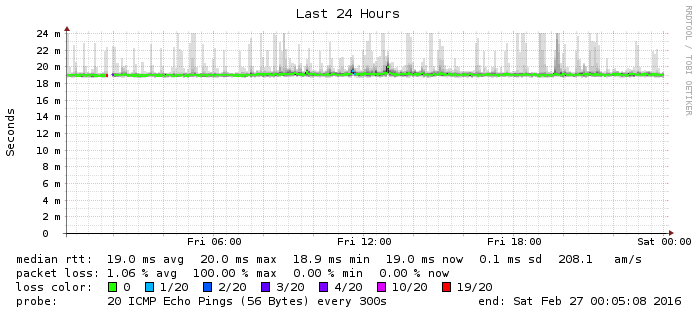 Last 24 Hours
RRDTOOL / TOBI OETIKER
Seconds
24 m
22 m
20 m
18 m
16 m
14 m
12 m
10 m
8 m
6 m
4 m
2 m
0
Fri 06:00 Fri 12:00 Fri 18:00 Sat 00:00
median rtt: 19.0 ms avg 20.0 ms max 18.9 ms min 19.0 ms now 0.1 ms sd 208.1 am/s
packet loss: 1.06 % avg 100.00 % max 0.00 % min 0.00 % now
loss color: 0 1/20 2/20 3/20 4/20 10/20 19/20
probe: 20 ICMP Echo Pings (56 Bytes) every 300s end: Sat Feb 27 00:05:08 2016